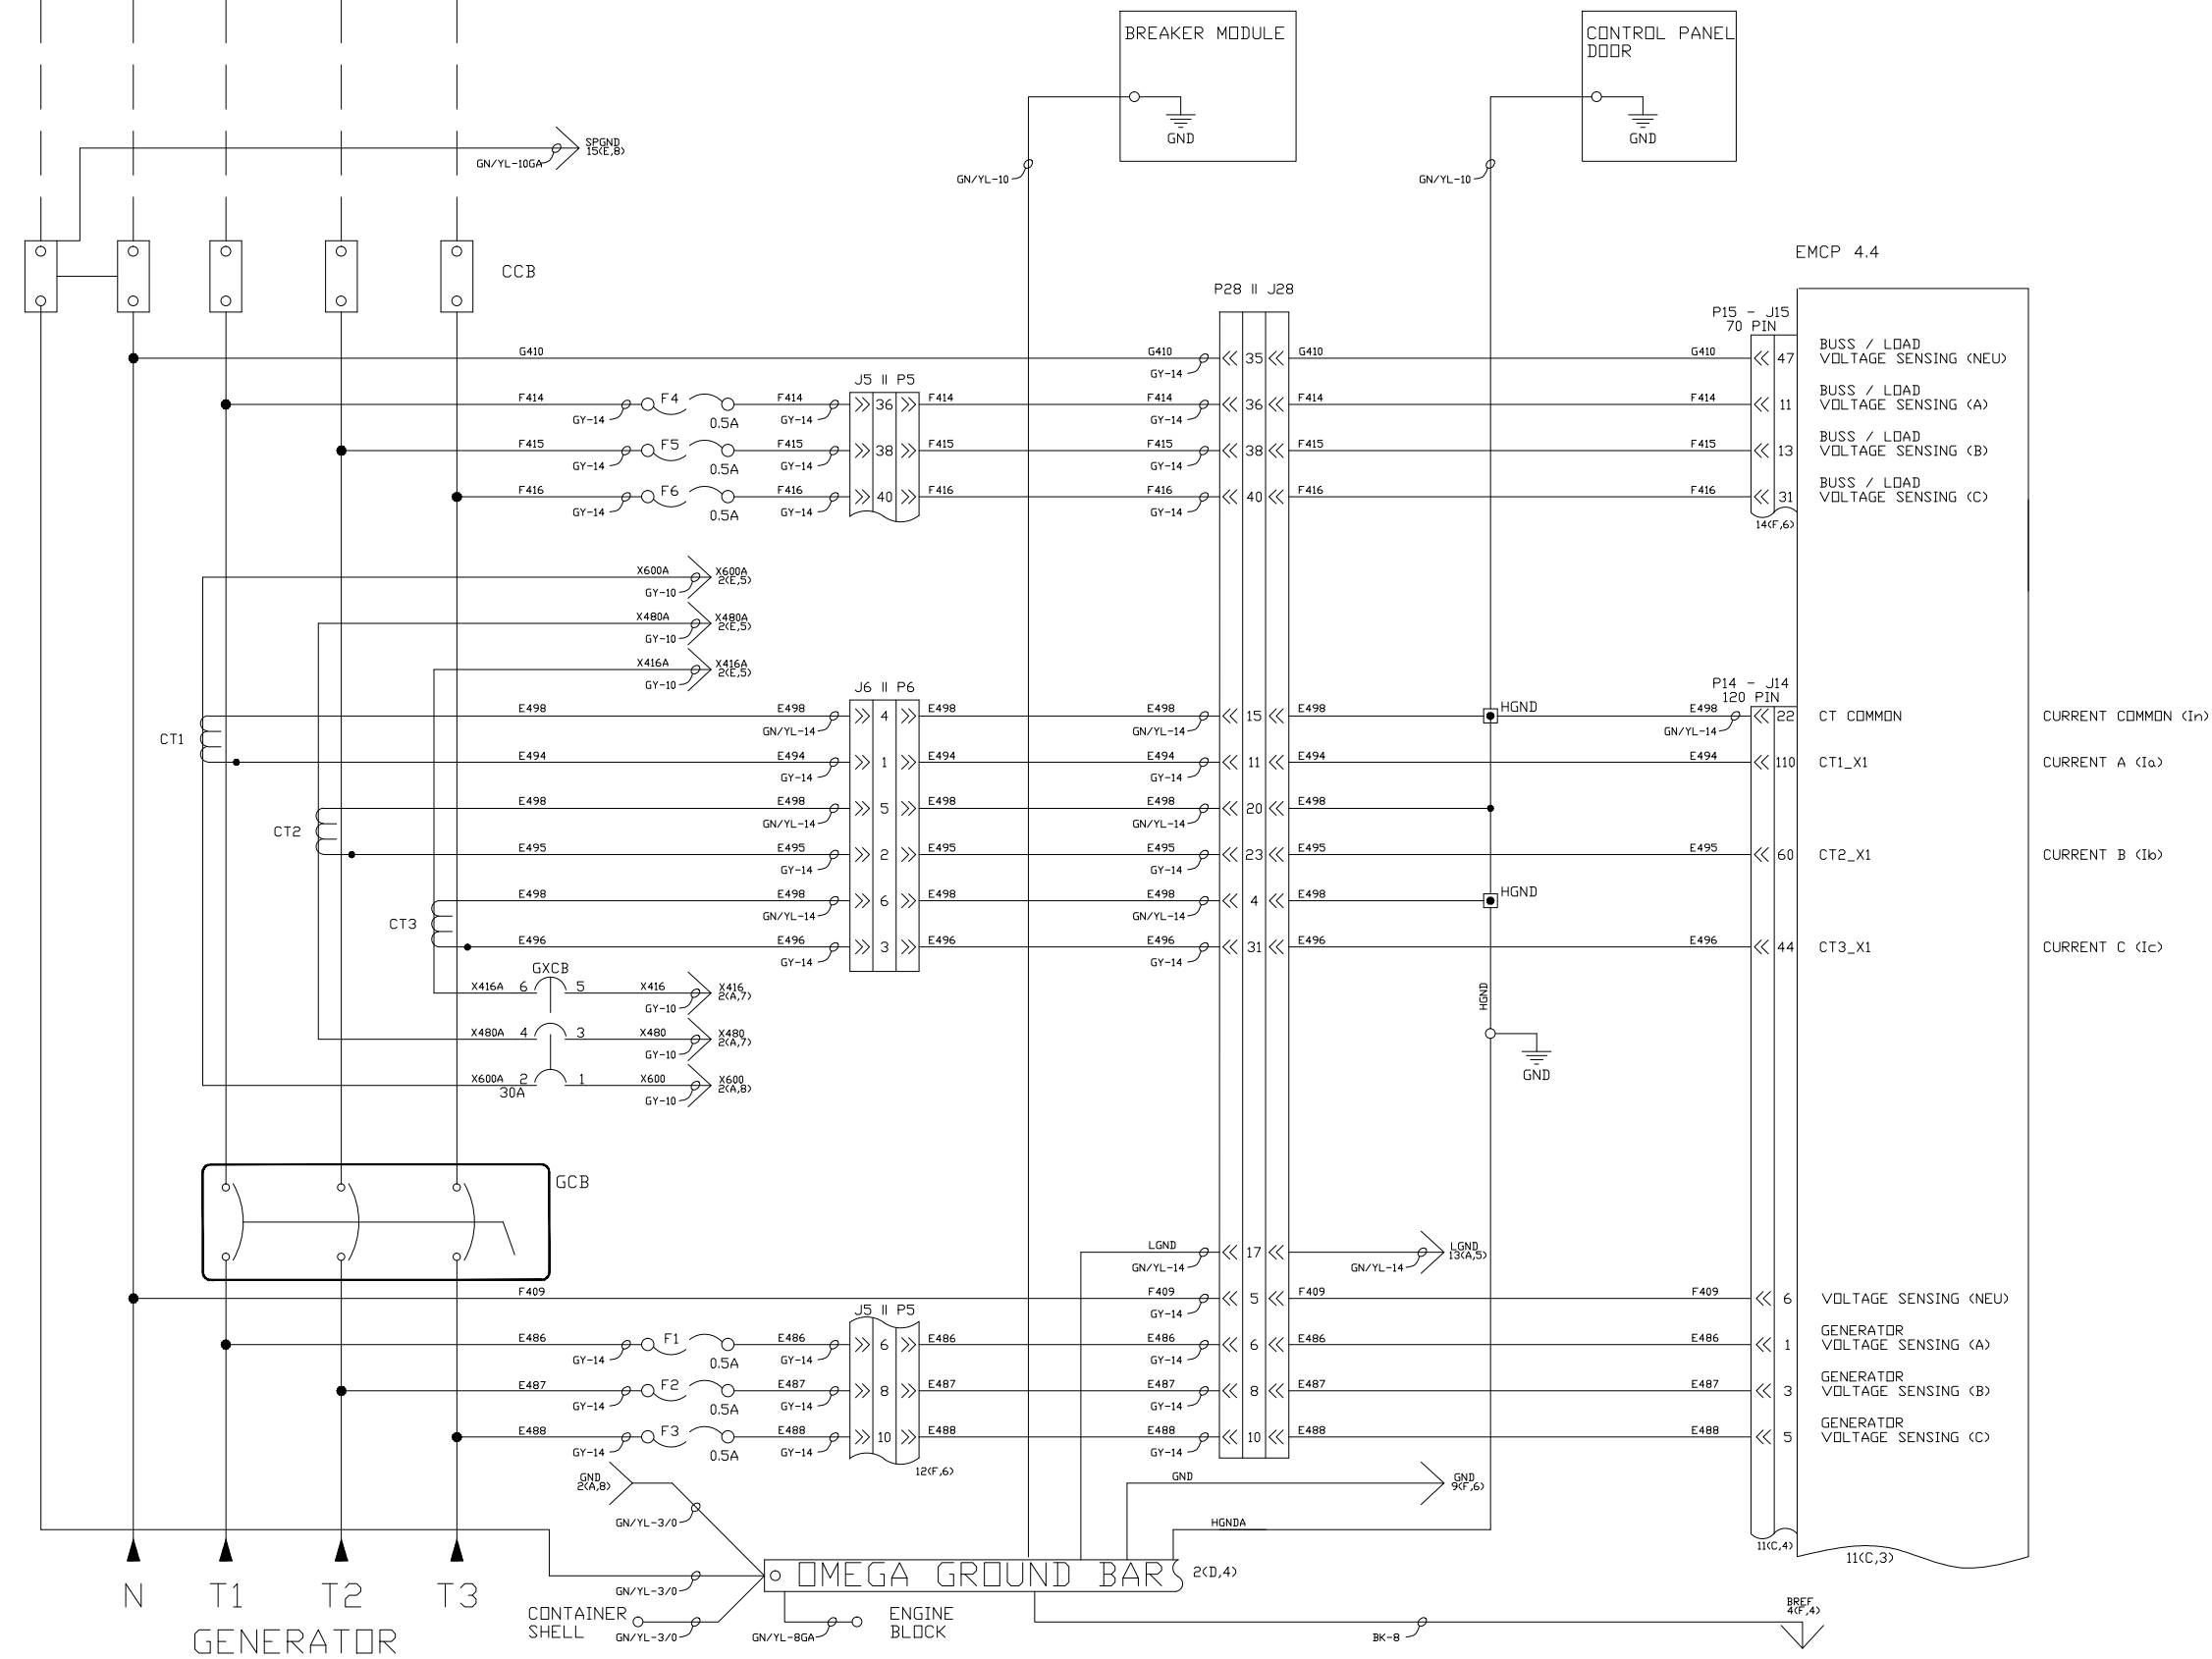 BREAKER MODULE
GND
GN/YL-10
CONTROL PANEL
DOOR
GND
GN/YL-10
SPGND
15(E,8)
GN/YL-10GA
CCB
EMCP 4.4
P28 II J28
P15 - J15
70 PIN
G410 G410 35 G410 G410 47
GY-14
BUSS / LOAD
VOLTAGE SENSING (NEU)
J5 II P5
F414 F4 F414 36 F414 F414 36 F414 F414 11
GY-14 0.5A GY-14 GY-14
BUSS / LOAD
VOLTAGE SENSING (A)
F415 F5 F415 38 F415 F415 38 F415 F415 13
GY-14 0.5A GY-14 GY-14
BUSS / LOAD
VOLTAGE SENSING (B)
F416 F6 F416 40 F416 F416 40 F416 F416 31
GY-14 0.5A GY-14 GY-14
BUSS / LOAD
VOLTAGE SENSING (C)
14(F,6)
X600A X600A
2(E,5)
GY-10
X480A X480A
2(E,5)
GY-10
X416A X416A
2(E,5)
GY-10
J6 II P6
P14 - J14
120 PIN
E498 E498 4 E498 E498 15 E498 HGND E498 22 CT COMMON CURRENT COMMON (In)
GN/YL-14 GN/YL-14 GN/YL-14
CT1
E494 E494 1 E494 E494 11 E494 E494 110 CT1_X1 CURRENT A (Ia)
GY-14 GY-14
E498 E498 5 E498 E498 20 E498
GN/YL-14 GN/YL-14
CT2
E495 E495 2 E495 E495 23 E495 E495 60 CT2_X1 CURRENT B (Ib)
GY-14 GY-14
E498 E498 6 E498 E498 4 E498 HGND
GN/YL-14 GN/YL-14
CT3
E496 E496 3 E496 E496 31 E496 E496 44 CT3_X1 CURRENT C (Ic)
GY-14 GY-14
GXCB
X416A 6 5 X416 X416
2(A,7)
GY-10
HGND
X480A 4 3 X480 X480
2(A,7)
GY-10
GND
X600A 2 1 X600 X600
2(A,8)
30A GY-10
GCB
LGND 17 LGND
13(A,5)
GN/YL-14 GN/YL-14
F409 F409 5 F409 F409 6 VOLTAGE SENSING (NEU)
GY-14
J5 II P5
E486 F1 E486 6 E486 E486 6 E486 E486 1
GY-14 0.5A GY-14 GY-14
GENERATOR
VOLTAGE SENSING (A)
E487 F2 E487 8 E487 E487 8 E487 E487 3
GY-14 0.5A GY-14 GY-14
GENERATOR
VOLTAGE SENSING (B)
E488 F3 E488 10 E488 E488 10 E488 E488 5
GY-14 0.5A GY-14 GY-14
GENERATOR
VOLTAGE SENSING (C)
12(F,6)
GND
2(A,8)
GND GND
9(F,6)
GN/YL-3/0
HGNDA
11(C,4)
11(C,3)
OMEGA GROUND BAR 2(D,4)
GN/YL-3/0
N T1 T2 T3
GENERATOR
CONTAINER
SHELL
GN/YL-3/0
GN/YL-8GA
ENGINE
BLOCK
BK-8
BREF
4(F,4)